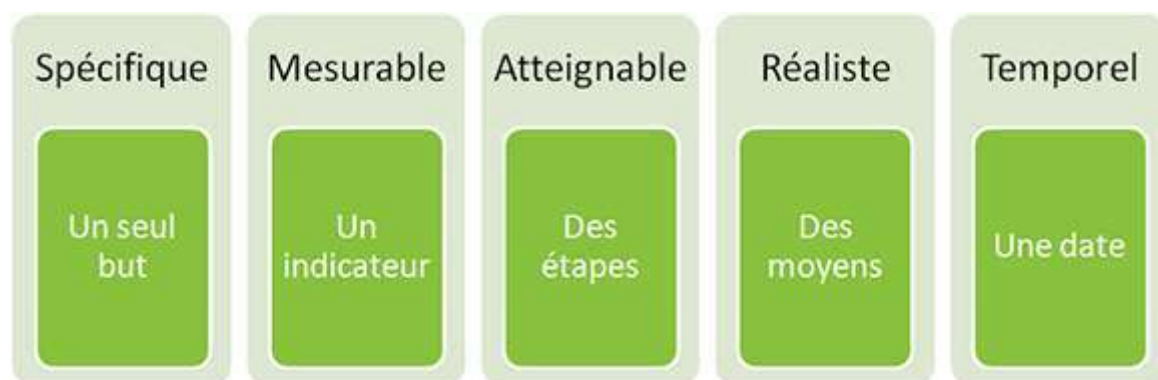 Spécifique
Un seul
but
Mesurable
Un
indicateur
Atteignable
Des
étapes
Réaliste
Des
moyens
Temporel
Une date